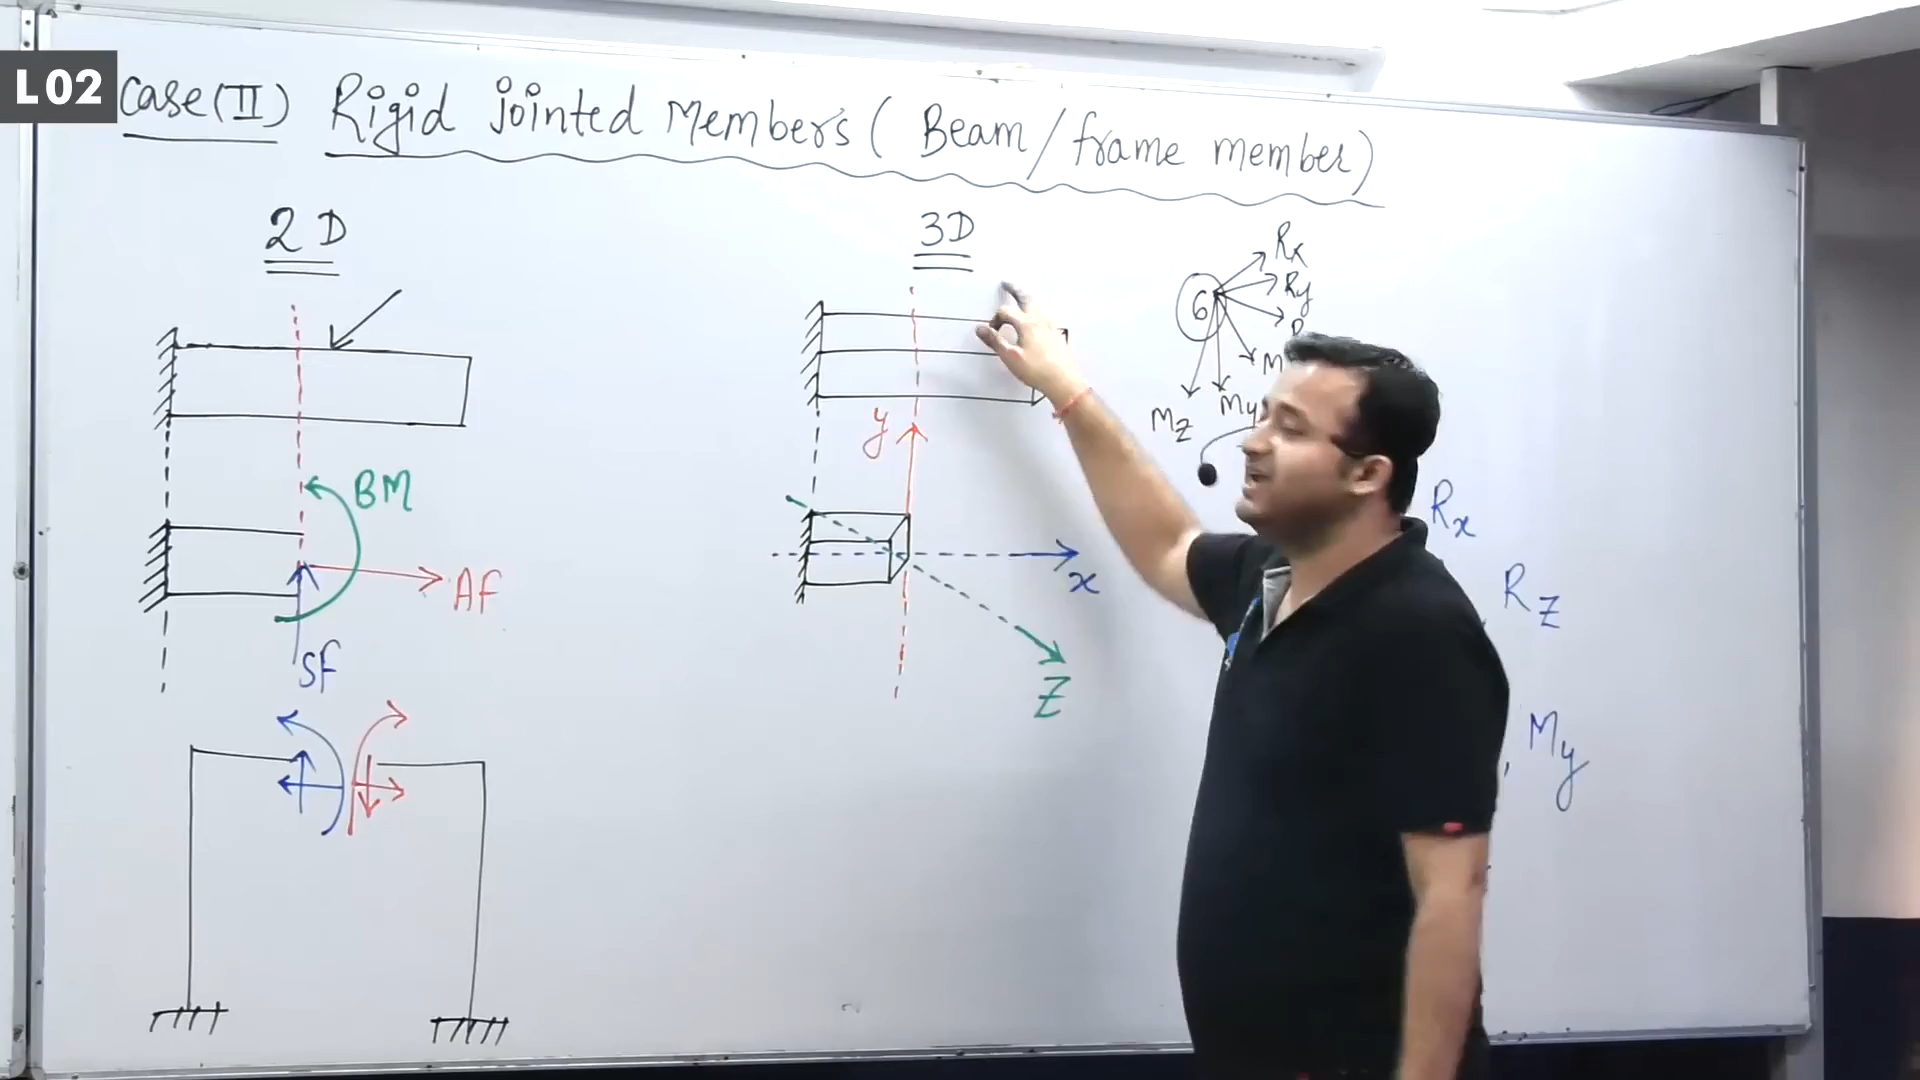 L02
Case(II) Rigid jointed Members ( Beam / frame member )
2D
BM
AF
SF
3D
y
x
Z
6
Rx
Ry
R
M
My
Mz
Rx
, Rz
, My